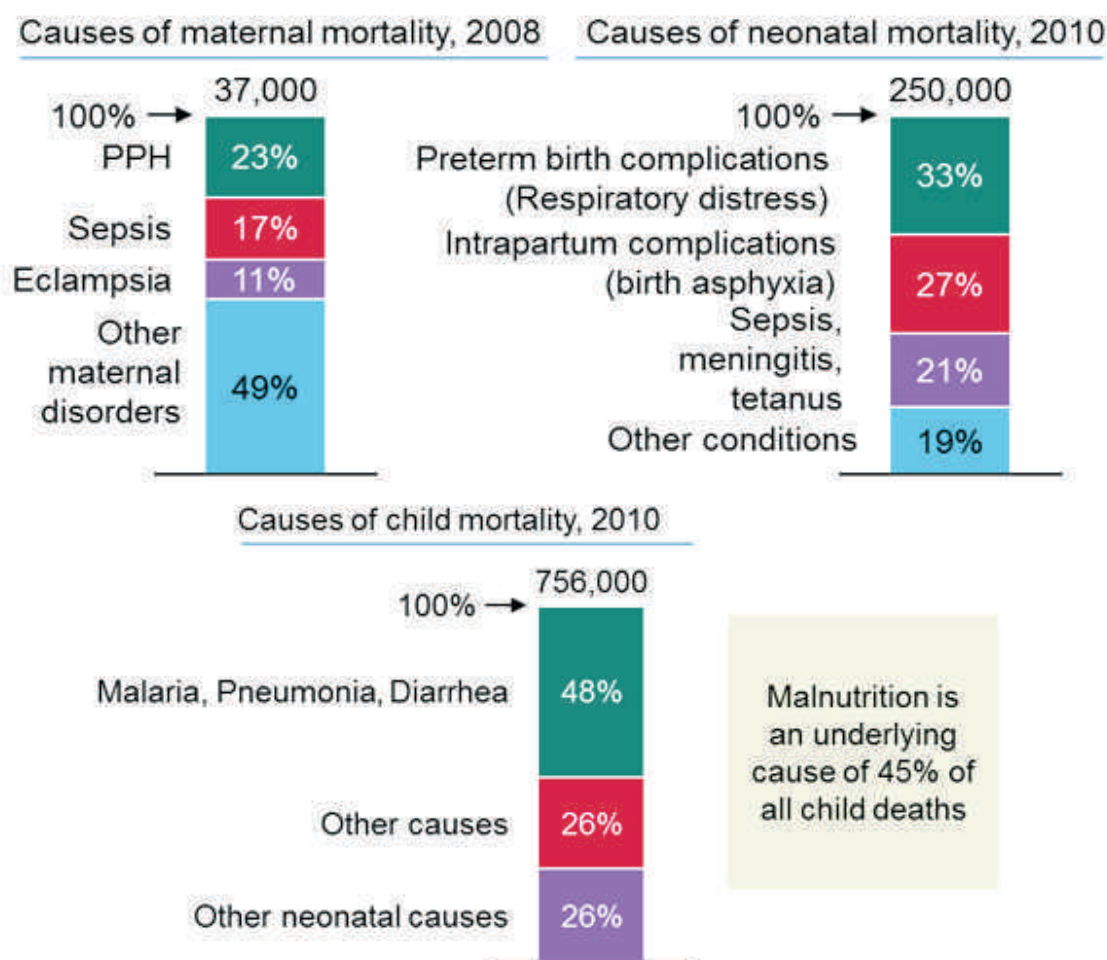 Causes of maternal mortality, 2008
37,000
100%
PPH
23%
Sepsis
17%
Eclampsia
11%
Other
maternal
disorders
49%
Causes of neonatal mortality, 2010
250,000
100%
Preterm birth complications
(Respiratory distress)
33%
Intrapartum complications
(birth asphyxia)
27%
Sepsis,
meningitis,
tetanus
21%
Other conditions
19%
Causes of child mortality, 2010
756,000
100%
Malaria, Pneumonia, Diarrhea
48%
Other causes
26%
Other neonatal causes
26%
Malnutrition is
an underlying
cause of 45% of
all child deaths